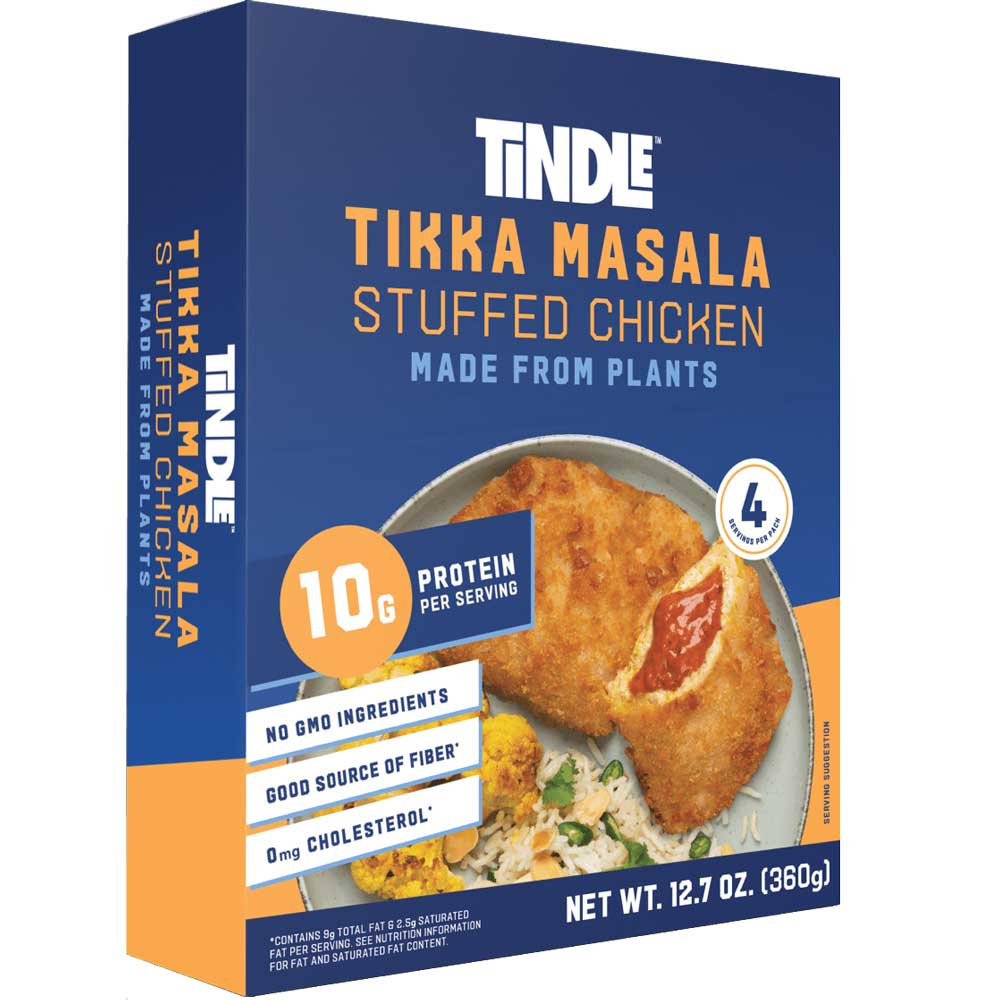 TiNDLE™
TIKKA MASALA
STUFFED CHICKEN
MADE FROM PLANTS
4
SERVINGS PER PACK
10G
PROTEIN
PER SERVING
NO GMO INGREDIENTS
GOOD SOURCE OF FIBER*
0mg CHOLESTEROL*
SERVING SUGGESTION
NET WT. 12.7 OZ. (360g)
*CONTAINS 9g TOTAL FAT & 2.5g SATURATED
FAT PER SERVING. SEE NUTRITION INFORMATION
FOR FAT AND SATURATED FAT CONTENT.
TiNDLE™
TIKKA MASALA
STUFFED CHICKEN
MADE FROM PLANTS